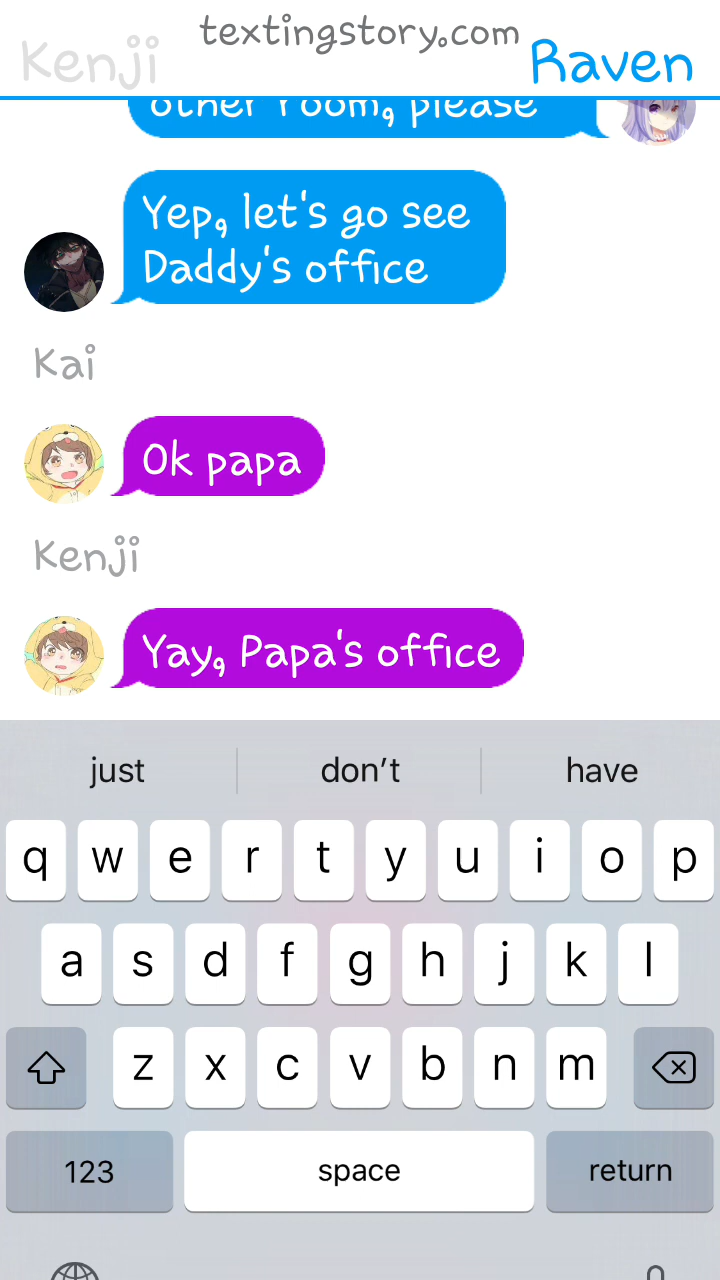 textingstory.com
Kenji
Raven
other room, please
Yep, let's go see
Daddy's office
Kai
Ok papa
Kenji
Yay, Papa's office
just don't have
q w e r t y u i o p
a s d f g h j k l
z x c v b n m
123 space return